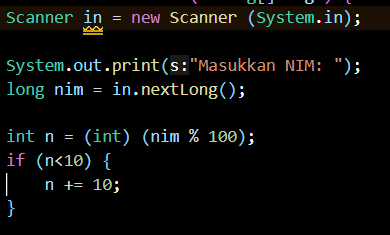 Scanner in = new Scanner (System.in);
System.out.print(s:"Masukkan NIM: ");
long nim = in.nextLong();
int n = (int) (nim % 100);
if (n<10) {
n += 10;
}